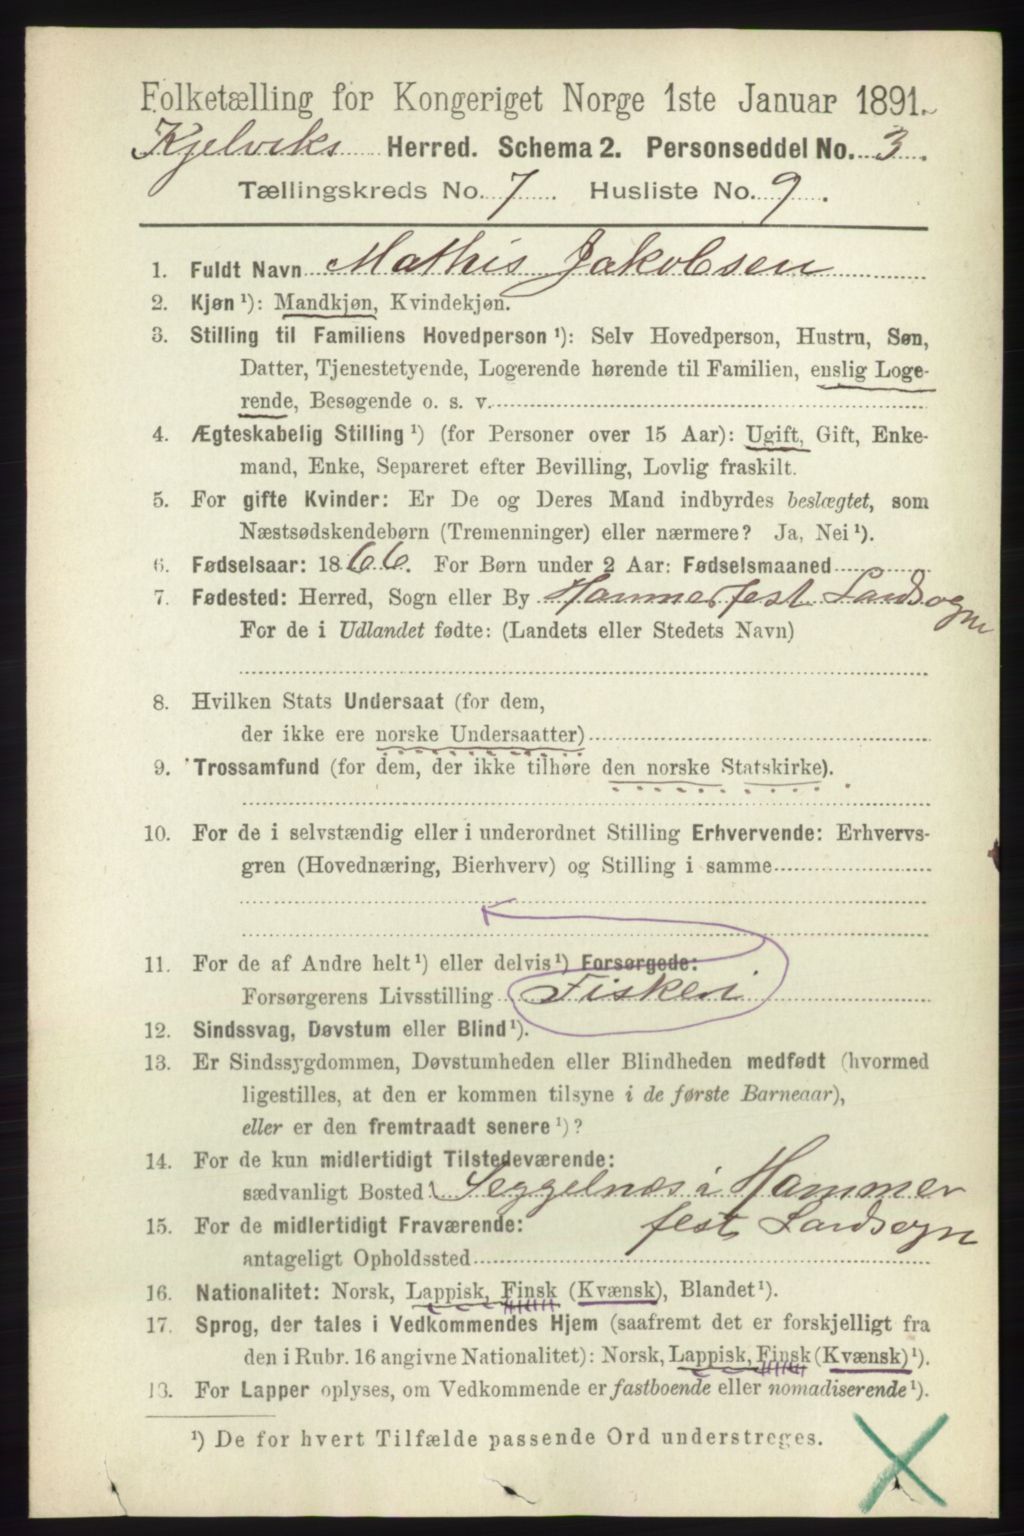 Folketælling for Kongeriget Norge 1ste Januar 1891.
Kjelviks Herred. Schema 2. Personseddel No. 3.
Tællingskreds No. 7. Husliste No. 9.
1. Fuldt Navn Mathis Jakobsen
2. Kjøn ¹): Mandkjøn, Kvindekjøn.
3. Stilling til Familiens Hovedperson ¹): Selv Hovedperson, Hustru, Søn,
Datter, Tjenestetyende, Logerende hørende til Familien, enslig Loge-
rende, Besøgende o. s. v.
4. Ægteskabelig Stilling ¹) (for Personer over 15 Aar): Ugift, Gift, Enke-
mand, Enke, Separeret efter Bevilling, Lovlig fraskilt.
5. For gifte Kvinder: Er De og Deres Mand indbyrdes beslægtet, som
Næstsødskendebørn (Tremenninger) eller nærmere? Ja, Nei ¹).
6. Fødselsaar: 1866. For Børn under 2 Aar: Fødselsmaaned
7. Fødested: Herred, Sogn eller By Hammerfest Landsogn
For de i Udlandet fødte: (Landets eller Stedets Navn)
8. Hvilken Stats Undersaat (for dem,
der ikke ere norske Undersaatter)
9. Trossamfund (for dem, der ikke tilhøre den norske Statskirke).
10. For de i selvstændig eller i underordnet Stilling Erhvervende: Erhvervs-
gren (Hovednæring, Bierhverv) og Stilling i samme
11. For de af Andre helt ¹) eller delvis ¹) Forsørgede:
Forsørgerens Livsstilling Fiskeri
12. Sindssvag, Døvstum eller Blind ¹).
13. Er Sindssygdommen, Døvstumheden eller Blindheden medfødt (hvormed
ligestilles, at den er kommen tilsyne i de første Barneaar),
eller er den fremtraadt senere ¹)?
14. For de kun midlertidigt Tilstedeværende:
sædvanligt Bosted: Seggelnæs i Hammer
15. For de midlertidigt Fraværende: fest Landsogn
antageligt Opholdssted
16. Nationalitet: Norsk, Lappisk, Finsk (Kvænsk), Blandet ¹).
17. Sprog, der tales i Vedkommendes Hjem (saafremt det er forskjelligt fra
den i Rubr. 16 angivne Nationalitet): Norsk, Lappisk, Finsk (Kvænsk) ¹).
18. For Lapper oplyses, om Vedkommende er fastboende eller nomadiserende ¹).
¹) De for hvert Tilfælde passende Ord understreges.